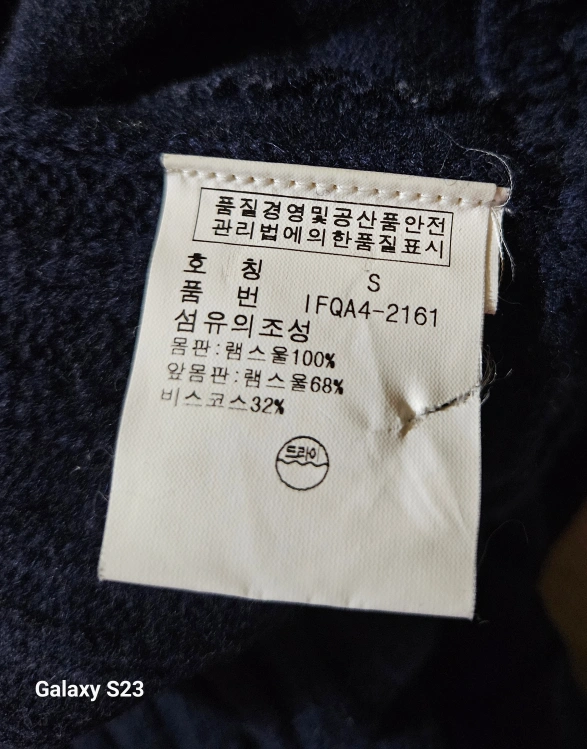 품질경영및공산품안전
관리법에의한품질표시
호 칭 S
품 번 IFQA4-2161
섬유의조성
몸판:램스울100%
앞몸판:램스울68%
비스코스32%
드라이
Galaxy S23